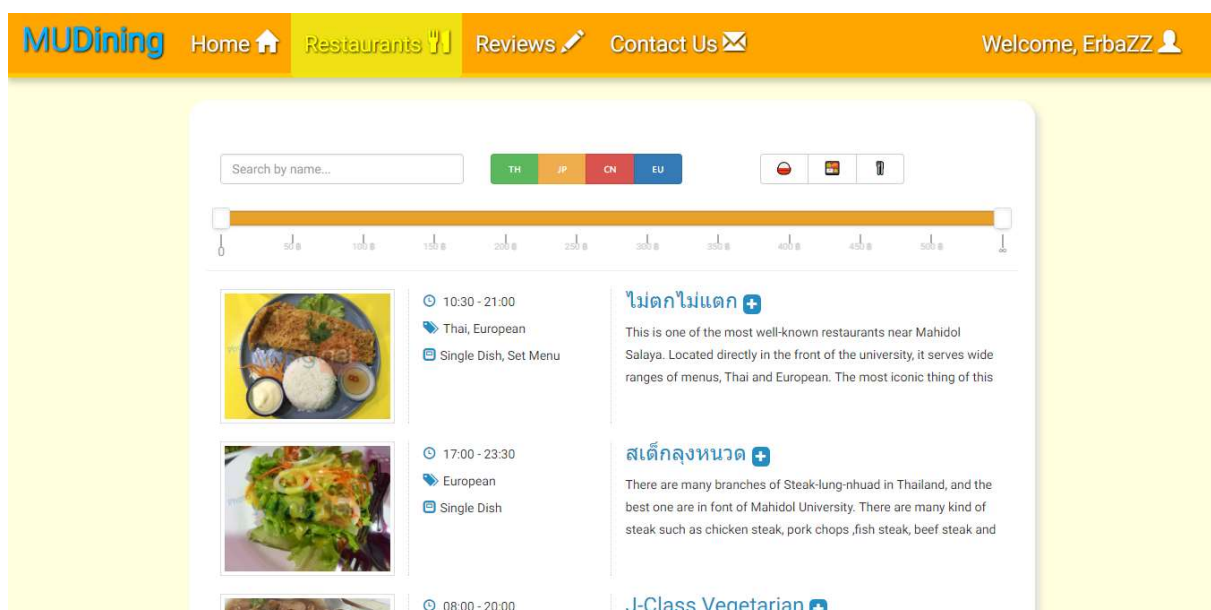 MUDining Home Restaurants Reviews Contact Us Welcome, ErbaZZ
Search by name... TH JP CN EU
0 50 ฿ 100 ฿ 150 ฿ 200 ฿ 250 ฿ 300 ฿ 350 ฿ 400 ฿ 450 ฿ 500 ฿ ∞
10:30 - 21:00
Thai, European
Single Dish, Set Menu
ไม่ตกไม่แตก
This is one of the most well-known restaurants near Mahidol
Salaya. Located directly in the front of the university, it serves wide
ranges of menus, Thai and European. The most iconic thing of this
17:00 - 23:30
European
Single Dish
สเต็กลุงหนวด
There are many branches of Steak-lung-nhuad in Thailand, and the
best one are in font of Mahidol University. There are many kind of
steak such as chicken steak, pork chops ,fish steak, beef steak and
08:00 - 20:00
J-Class Vegetarian